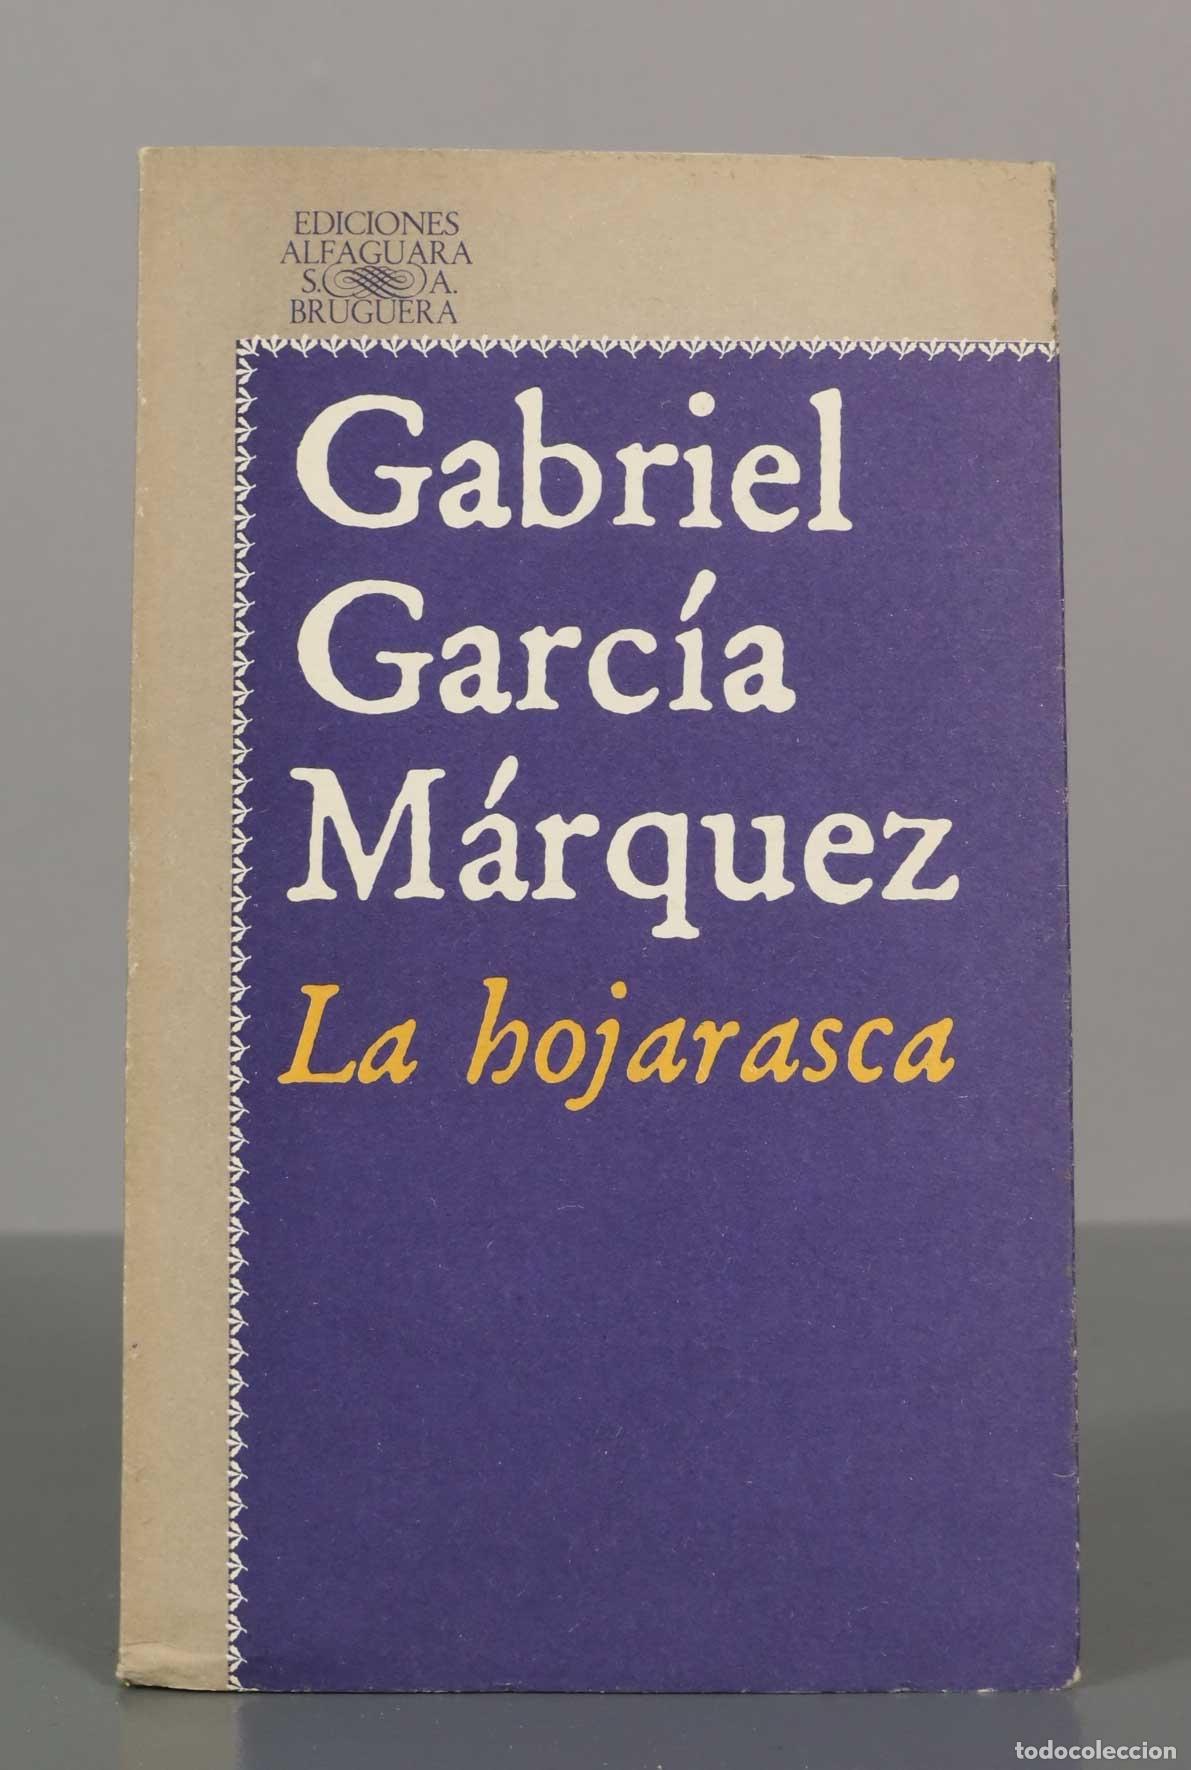 EDICIONES
ALFAGUARA
S. A.
BRUGUERA
Gabriel
García
Márquez
La hojarasca
todocoleccion